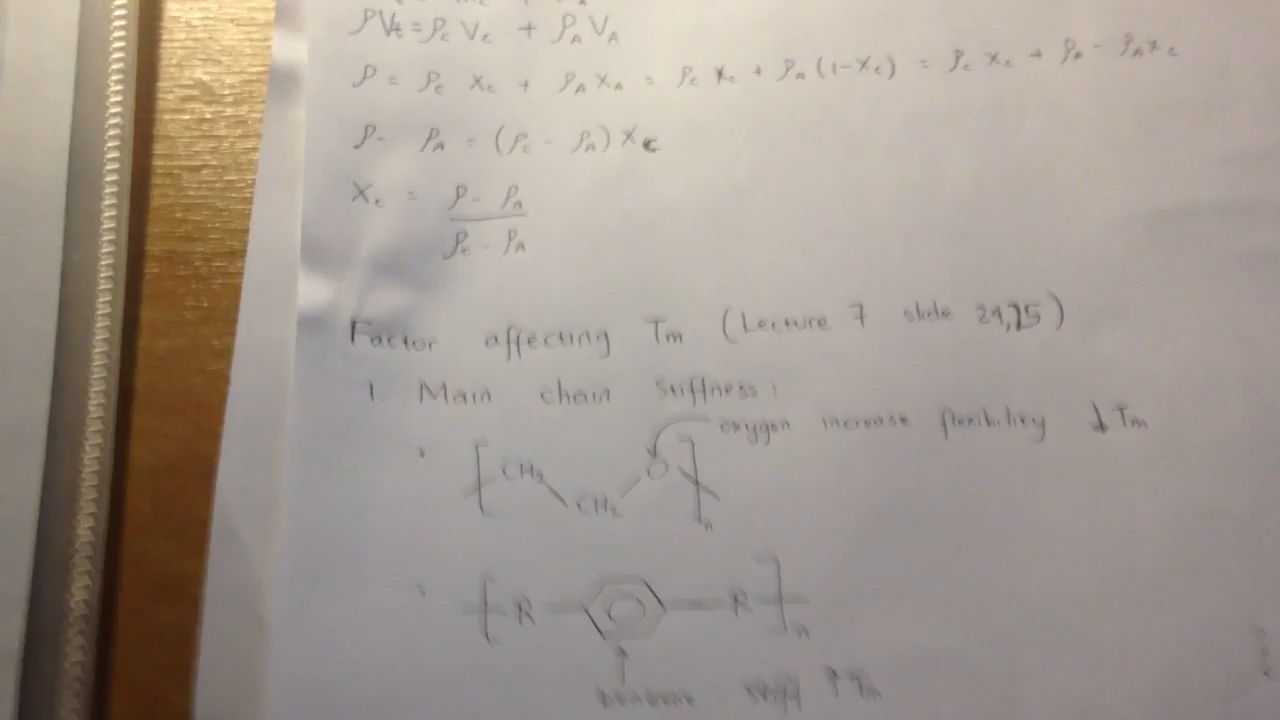 ρVt = ρc Vc + ρA VA
ρ = ρc Xc + ρA XA = ρc Xc + ρA (1-Xc) = ρc Xc + ρA - ρA Xc
ρ - ρA = (ρc - ρA) Xc
Xc = ρ - ρA
ρc - ρA
Factor affecting Tm (Lecture 7 slide 24,25)
1. Main chain stiffness:
oxygen increase flexibility ↓ Tm
[ CH2 CH2 O ] n
[ R R ] n
↑ Tm